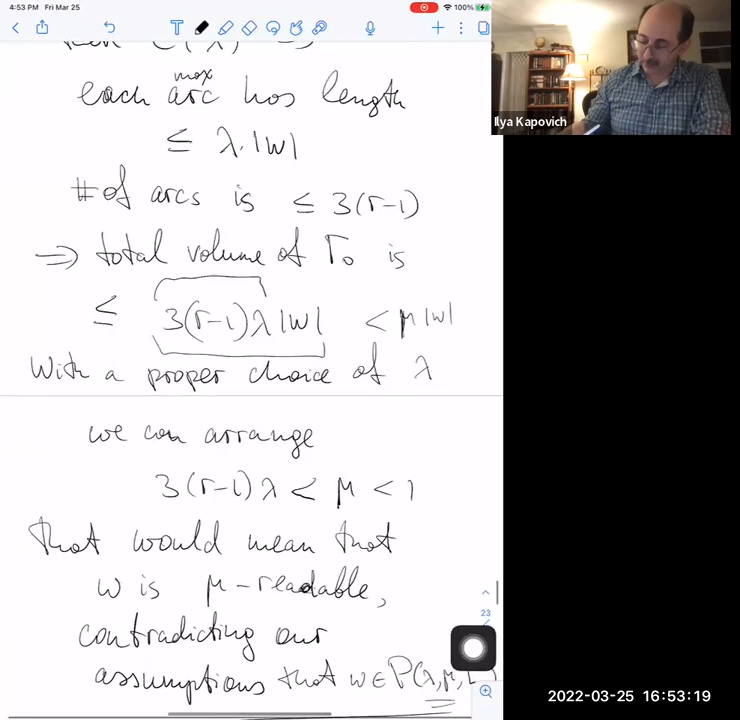 4:53 PM Fri Mar 25
100%
Ilya Kapovich
max
each arc has length
≤ λ·|w|
# of arcs is ≤ 3(r-1)
⇒ total volume of Γ₀ is
≤ 3(r-1)λ|w| < μ|w|
With a proper choice of λ
we can arrange
3(r-1)λ < μ < 1
that would mean that
w is μ-readable,
contradicting our
assumptions that w∈P(λ,μ,
23
2022-03-25 16:53:19